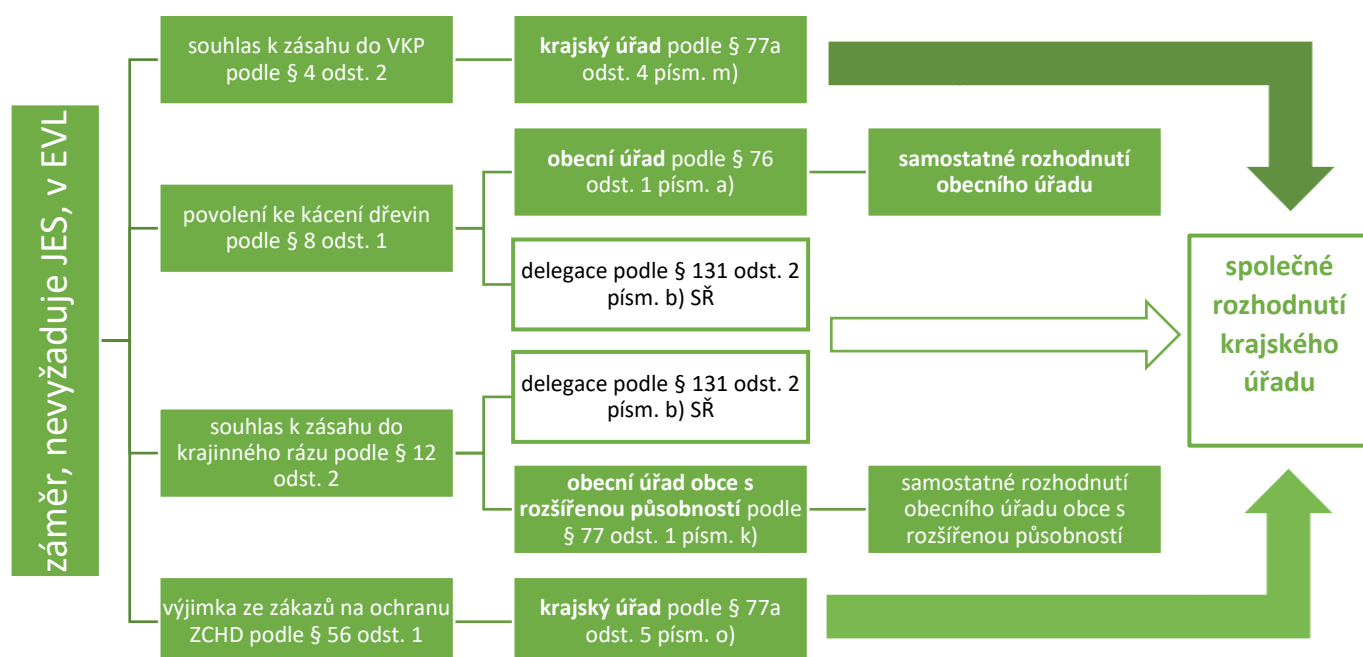 záměr, nevyžaduje JES, v EVL
souhlas k zásahu do VKP
podle § 4 odst. 2
krajský úřad podle § 77a
odst. 4 písm. m)
povolení ke kácení dřevin
podle § 8 odst. 1
obecní úřad podle § 76
odst. 1 písm. a)
samostatné rozhodnutí
obecního úřadu
delegace podle § 131 odst. 2
písm. b) SŘ
souhlas k zásahu do
krajinného rázu podle § 12
odst. 2
delegace podle § 131 odst. 2
písm. b) SŘ
obecní úřad obce s
rozšířenou působností podle
§ 77 odst. 1 písm. k)
samostatné rozhodnutí
obecního úřadu obce s
rozšířenou působností
výjimka ze zákazů na ochranu
ZCHD podle § 56 odst. 1
krajský úřad podle § 77a
odst. 5 písm. o)
společné
rozhodnutí
krajského
úřadu